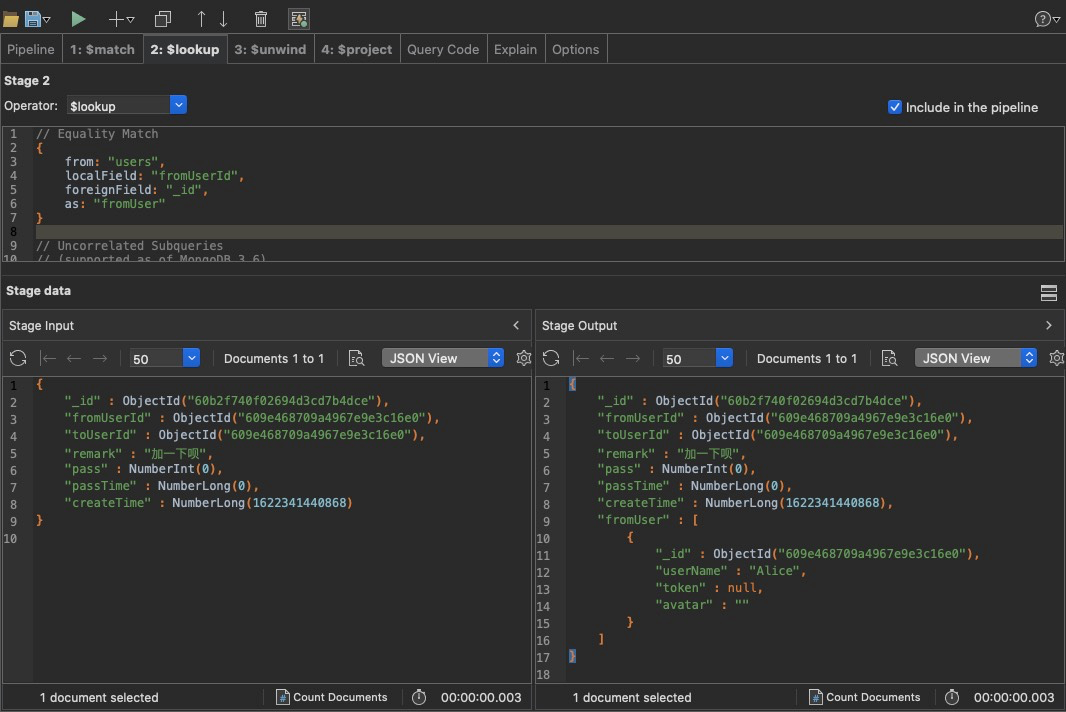 Pipeline 1: $match 2: $lookup 3: $unwind 4: $project Query Code Explain Options
Stage 2
Operator: $lookup Include in the pipeline
1 // Equality Match
2 {
3 from: "users",
4 localField: "fromUserId",
5 foreignField: "_id",
6 as: "fromUser"
7 }
8
9 // Uncorrelated Subqueries
10 // (supported as of MongoDB 3.6)
Stage data
Stage Input
50 Documents 1 to 1 JSON View
1 {
2 "_id" : ObjectId("60b2f740f02694d3cd7b4dce"),
3 "fromUserId" : ObjectId("609e468709a4967e9e3c16e0"),
4 "toUserId" : ObjectId("609e468709a4967e9e3c16e0"),
5 "remark" : "加一下呗",
6 "pass" : NumberInt(0),
7 "passTime" : NumberLong(0),
8 "createTime" : NumberLong(1622341440868)
9 }
10
1 document selected Count Documents 00:00:00.003
Stage Output
50 Documents 1 to 1 JSON View
1 {
2 "_id" : ObjectId("60b2f740f02694d3cd7b4dce"),
3 "fromUserId" : ObjectId("609e468709a4967e9e3c16e0"),
4 "toUserId" : ObjectId("609e468709a4967e9e3c16e0"),
5 "remark" : "加一下呗",
6 "pass" : NumberInt(0),
7 "passTime" : NumberLong(0),
8 "createTime" : NumberLong(1622341440868),
9 "fromUser" : [
10 {
11 "_id" : ObjectId("609e468709a4967e9e3c16e0"),
12 "userName" : "Alice",
13 "token" : null,
14 "avatar" : ""
15 }
16 ]
17 }
18
1 document selected Count Documents 00:00:00.003